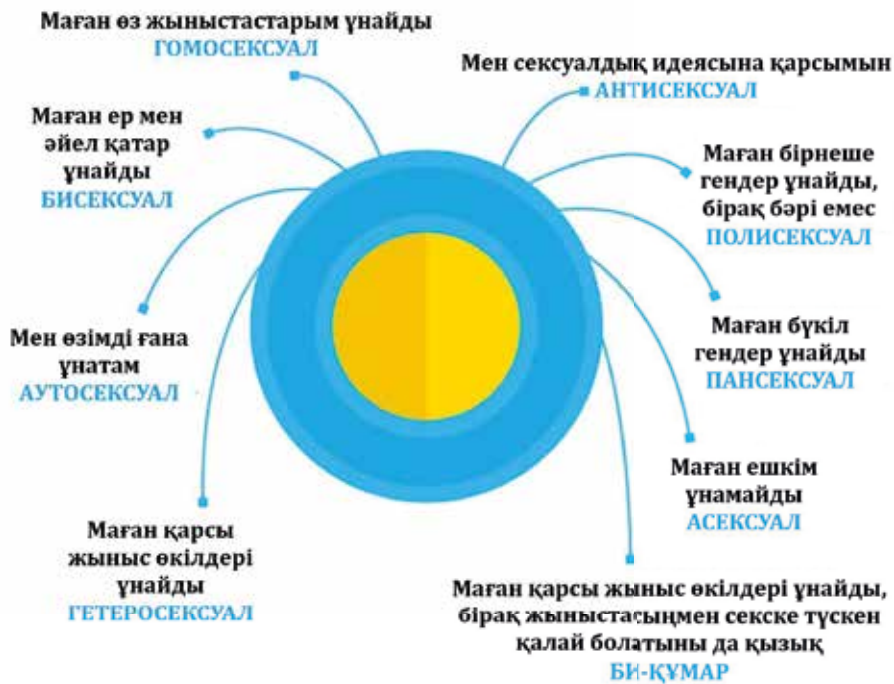 Маған өз жыныстастарым ұнайды
ГОМОСЕКСУАЛ
Мен сексуалдық идеясына қарсымын
АНТИСЕКСУАЛ
Маған ер мен
әйел қатар
ұнайды
БИСЕКСУАЛ
Маған бірнеше
гендер ұнайды,
бірақ бәрі емес
ПОЛИСЕКСУАЛ
Мен өзімді ғана
ұнатам
АУТОСЕКСУАЛ
Маған бүкіл
гендер ұнайды
ПАНСЕКСУАЛ
Маған ешкім
ұнамайды
АСЕКСУАЛ
Маған қарсы
жыныс өкілдері
ұнайды
ГЕТЕРОСЕКСУАЛ
Маған қарсы жыныс өкілдері ұнайды,
бірақ жыныстасыңмен секске түскен
қалай болатыны да қызық
БИ-ҚҰМАР